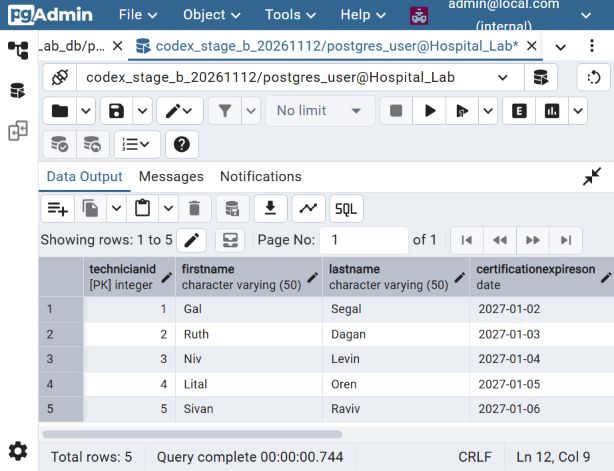 pgAdmin File Object Tools Help admin@local.com (internal)
_ab_db/p... codex_stage_b_20261112/postgres_user@Hospital_Lab*
codex_stage_b_20261112/postgres_user@Hospital_Lab
No limit E
Data Output Messages Notifications
SQL
Showing rows: 1 to 5 Page No: 1 of 1
technicianid firstname lastname certificationexpireson
[PK] integer character varying (50) character varying (50) date
1 1 Gal Segal 2027-01-02
2 2 Ruth Dagan 2027-01-03
3 3 Niv Levin 2027-01-04
4 4 Lital Oren 2027-01-05
5 5 Sivan Raviv 2027-01-06
Total rows: 5 Query complete 00:00:00.744 CRLF Ln 12, Col 9